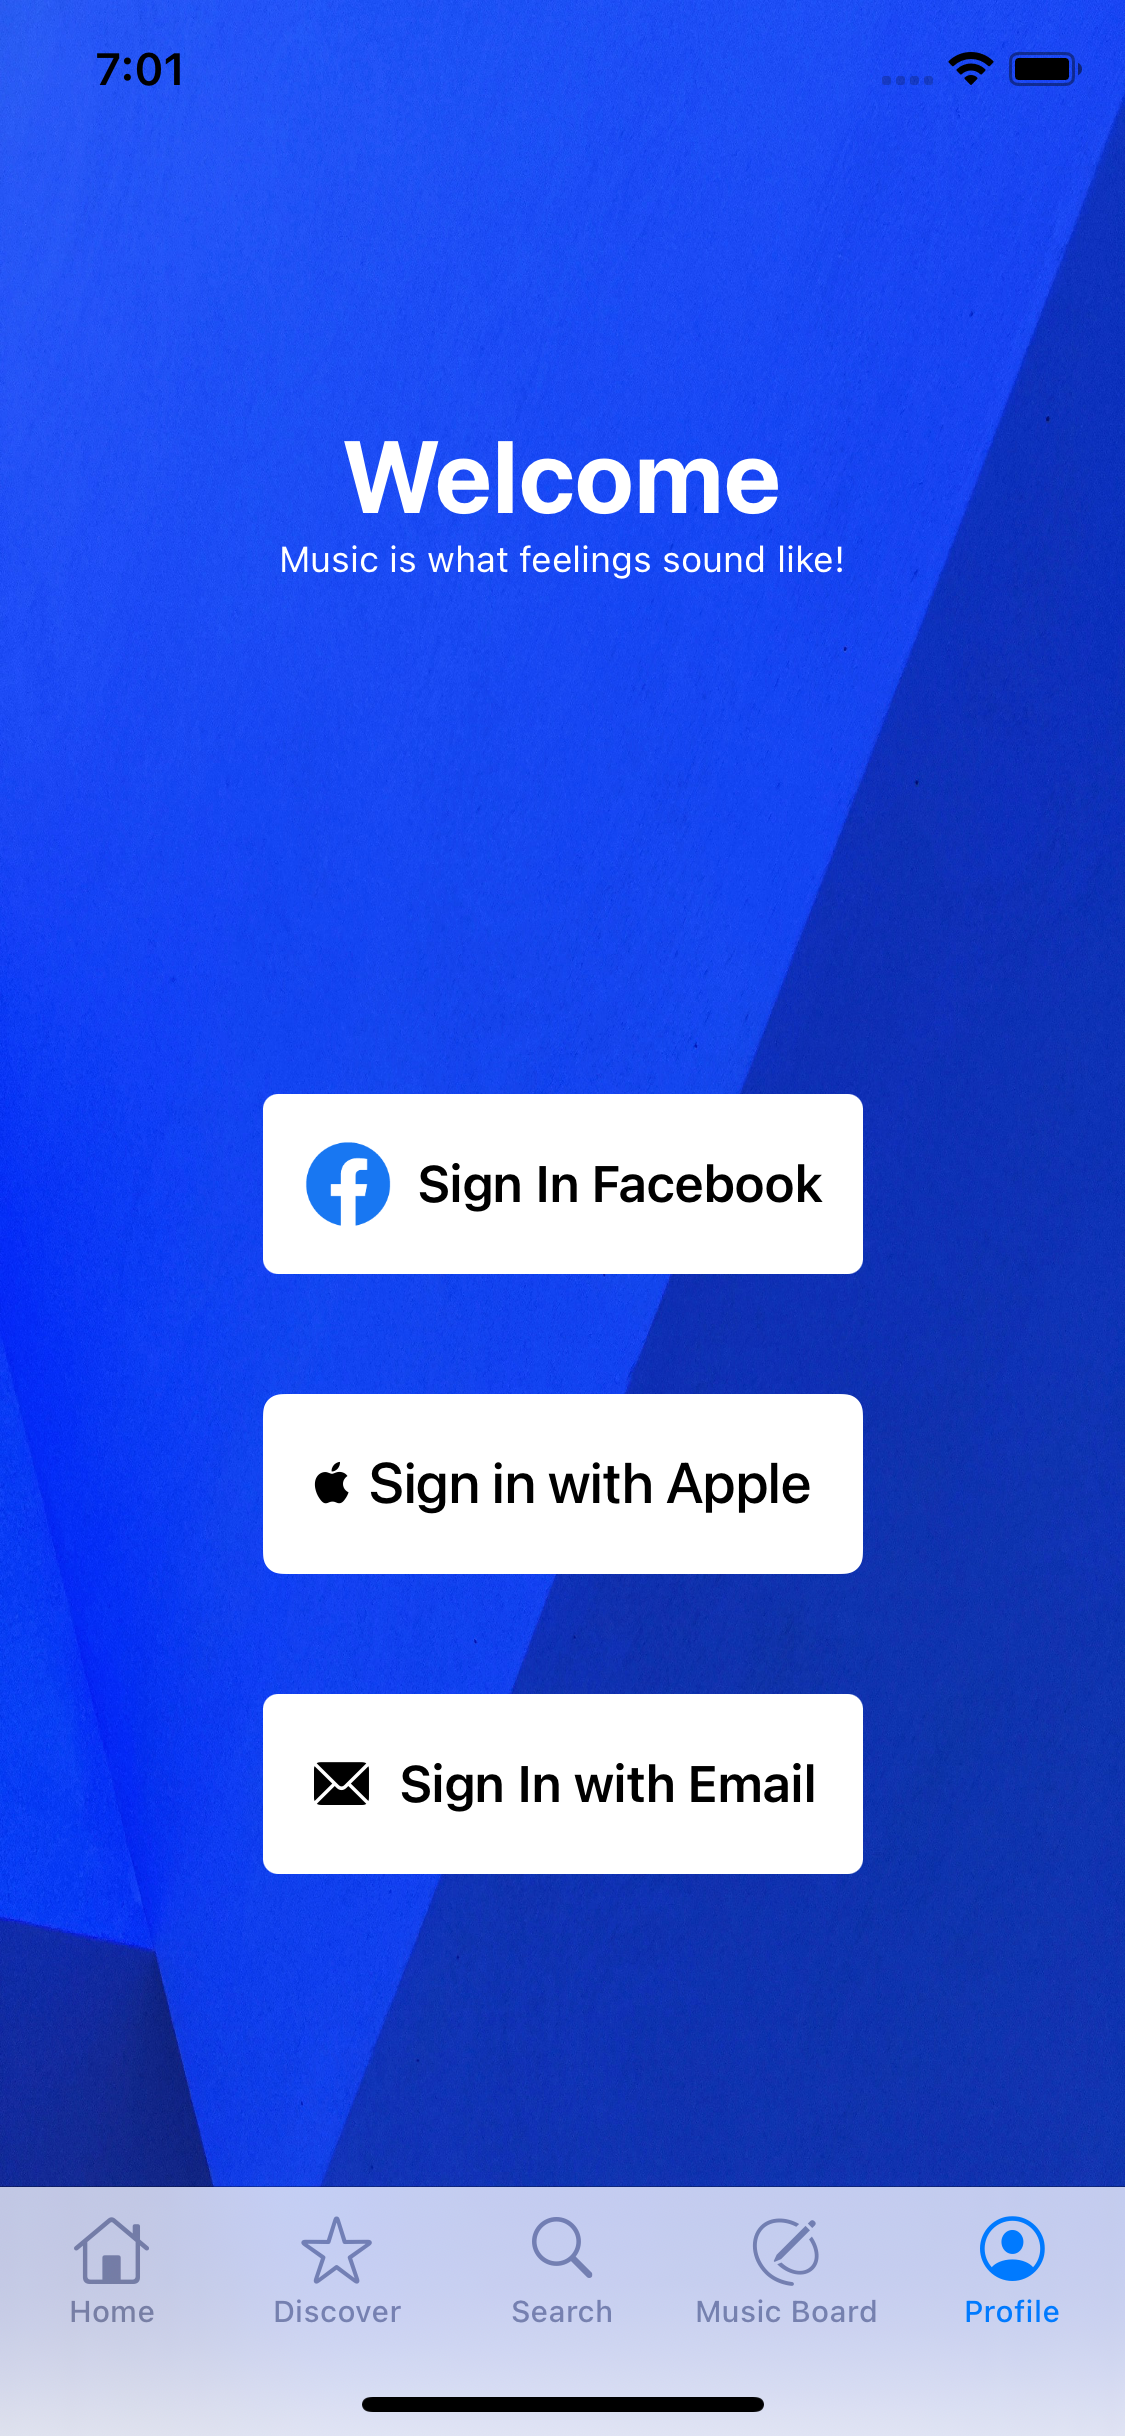 7:01
Welcome
Music is what feelings sound like!
Sign In Facebook
Sign in with Apple
Sign In with Email
Home
Discover
Search
Music Board
Profile